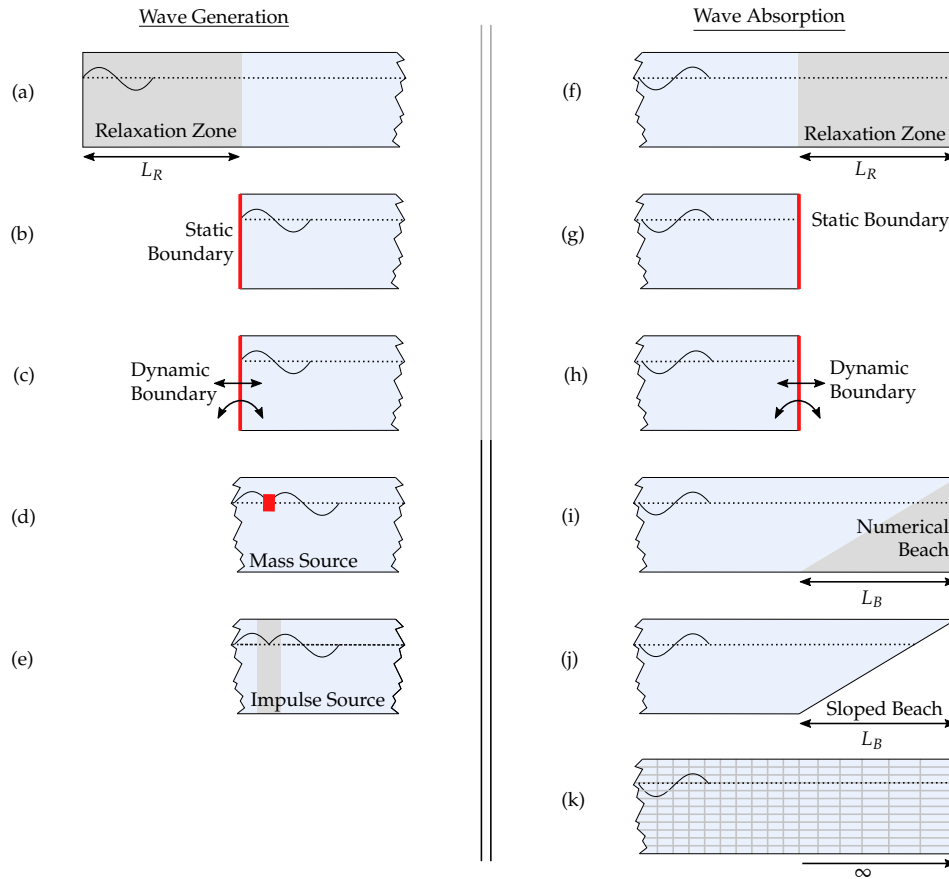 Wave Generation
(a)
Relaxation Zone
L_R
(b)
Static
Boundary
(c)
Dynamic
Boundary
(d)
Mass Source
(e)
Impulse Source
Wave Absorption
(f)
Relaxation Zone
L_R
(g)
Static Boundary
(h)
Dynamic
Boundary
(i)
Numerical
Beach
L_B
(j)
Sloped Beach
L_B
(k)
∞